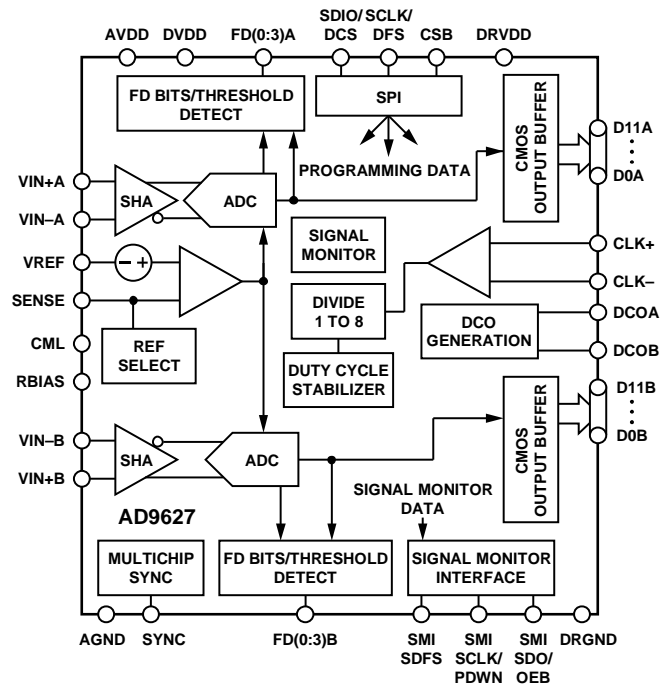 SDIO/ SCLK/
AVDD DVDD FD(0:3)A DCS DFS CSB DRVDD
FD BITS/THRESHOLD
DETECT
SPI
PROGRAMMING DATA
CMOS
OUTPUT BUFFER
D11A
D0A
VIN+A
VIN–A
SHA
ADC
VREF
SENSE
– +
REF
SELECT
CML
RBIAS
SIGNAL
MONITOR
DIVIDE
1 TO 8
DUTY CYCLE
STABILIZER
CLK+
CLK–
DCO
GENERATION
DCOA
DCOB
VIN–B
VIN+B
SHA
ADC
CMOS
OUTPUT BUFFER
D11B
D0B
AD9627
SIGNAL MONITOR
DATA
MULTICHIP
SYNC
FD BITS/THRESHOLD
DETECT
SIGNAL MONITOR
INTERFACE
AGND SYNC FD(0:3)B SMI SMI SMI DRGND
SDFS SCLK/ SDO/
PDWN OEB